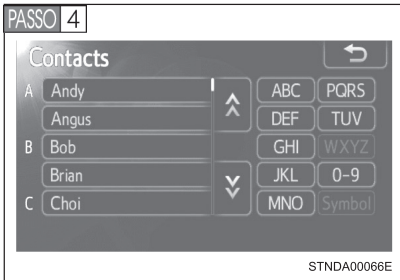 PASSO 4
Contacts
A Andy ABC PQRS
Angus DEF TUV
B Bob GHI WXYZ
Brian JKL 0-9
C Choi MNO Symbol
STNDA00066E